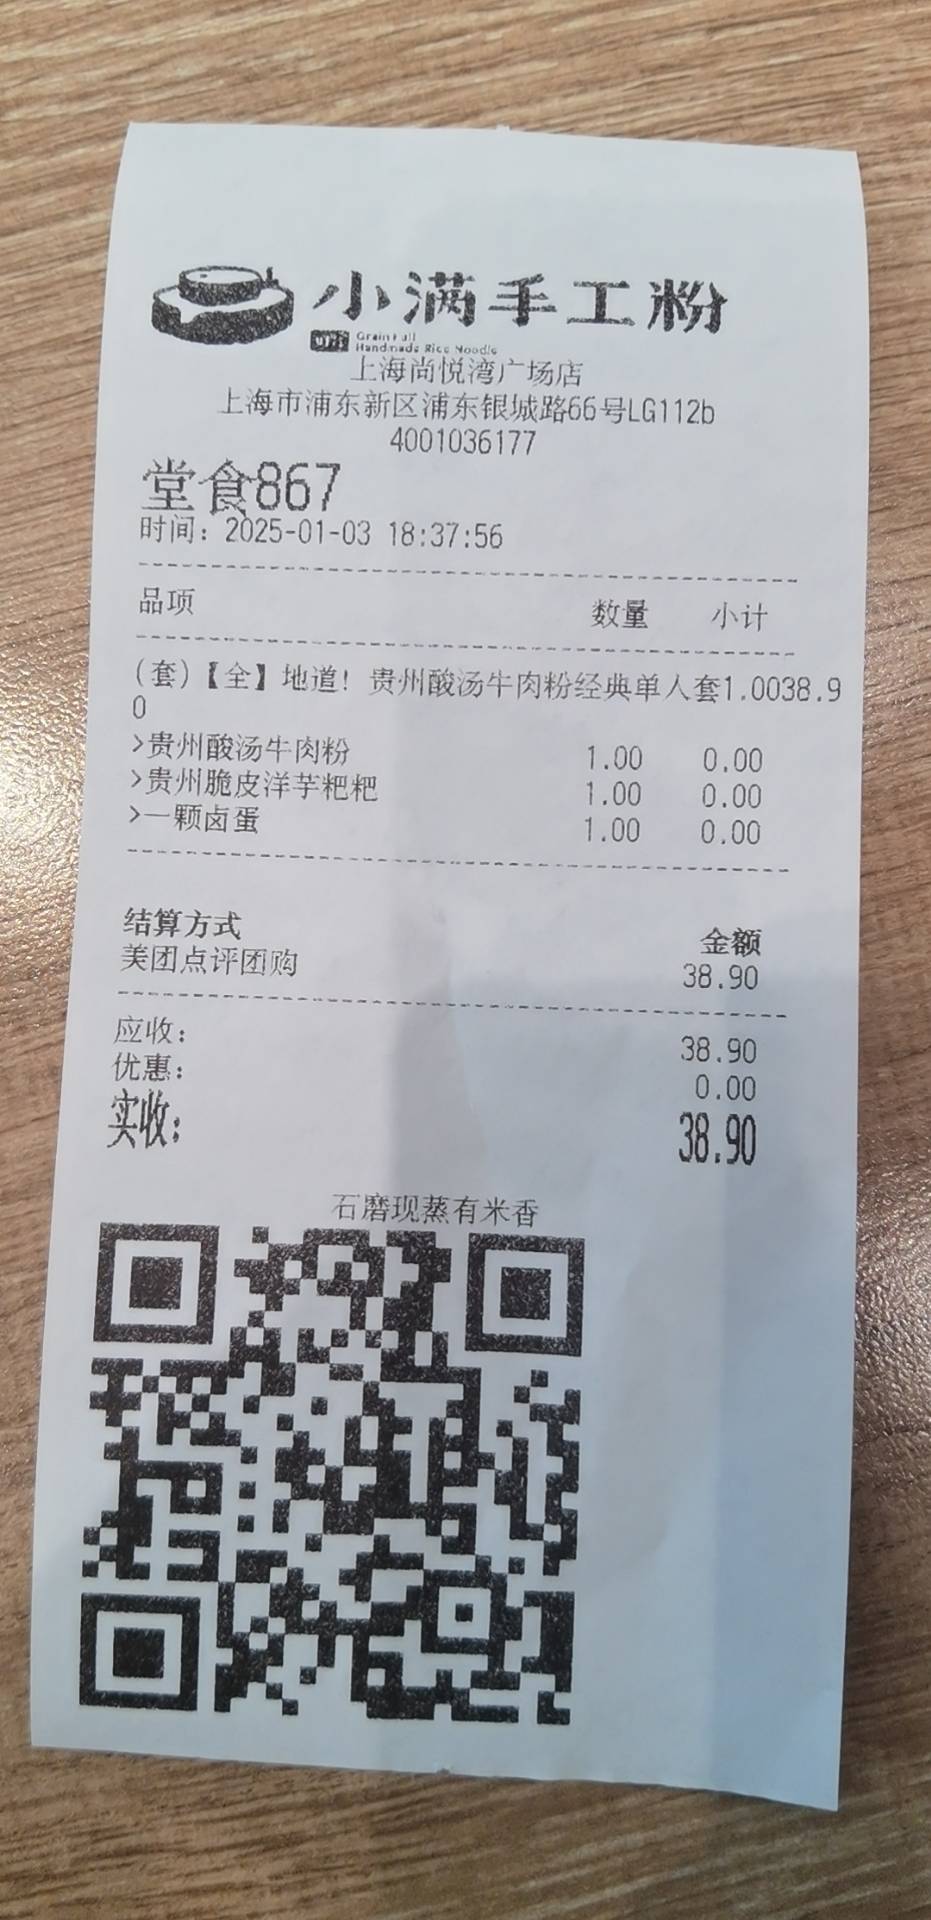 小满手工粉
Grain Full
Handmade Rice Noodle
上海尚悦湾广场店
上海市浦东新区浦东银城路66号LG112b
4001036177
堂食867
时间：2025-01-03 18:37:56
品项 数量 小计
(套)【全】地道！贵州酸汤牛肉粉经典单人套1.0038.9
0
>贵州酸汤牛肉粉 1.00 0.00
>贵州脆皮洋芋粑粑 1.00 0.00
>一颗卤蛋 1.00 0.00
结算方式 金额
美团点评团购 38.90
应收： 38.90
优惠： 0.00
实收： 38.90
石磨现蒸有米香